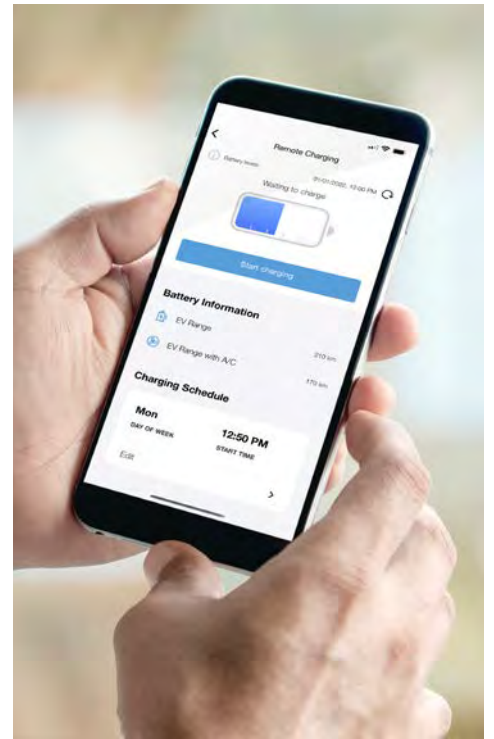 Remote Charging
Battery levels
01-01-2022, 12:00 PM
Waiting to charge
Start charging
Battery Information
EV Range
210 km
EV Range with A/C
170 km
Charging Schedule
Mon
12:50 PM
DAY OF WEEK
START TIME
Edit